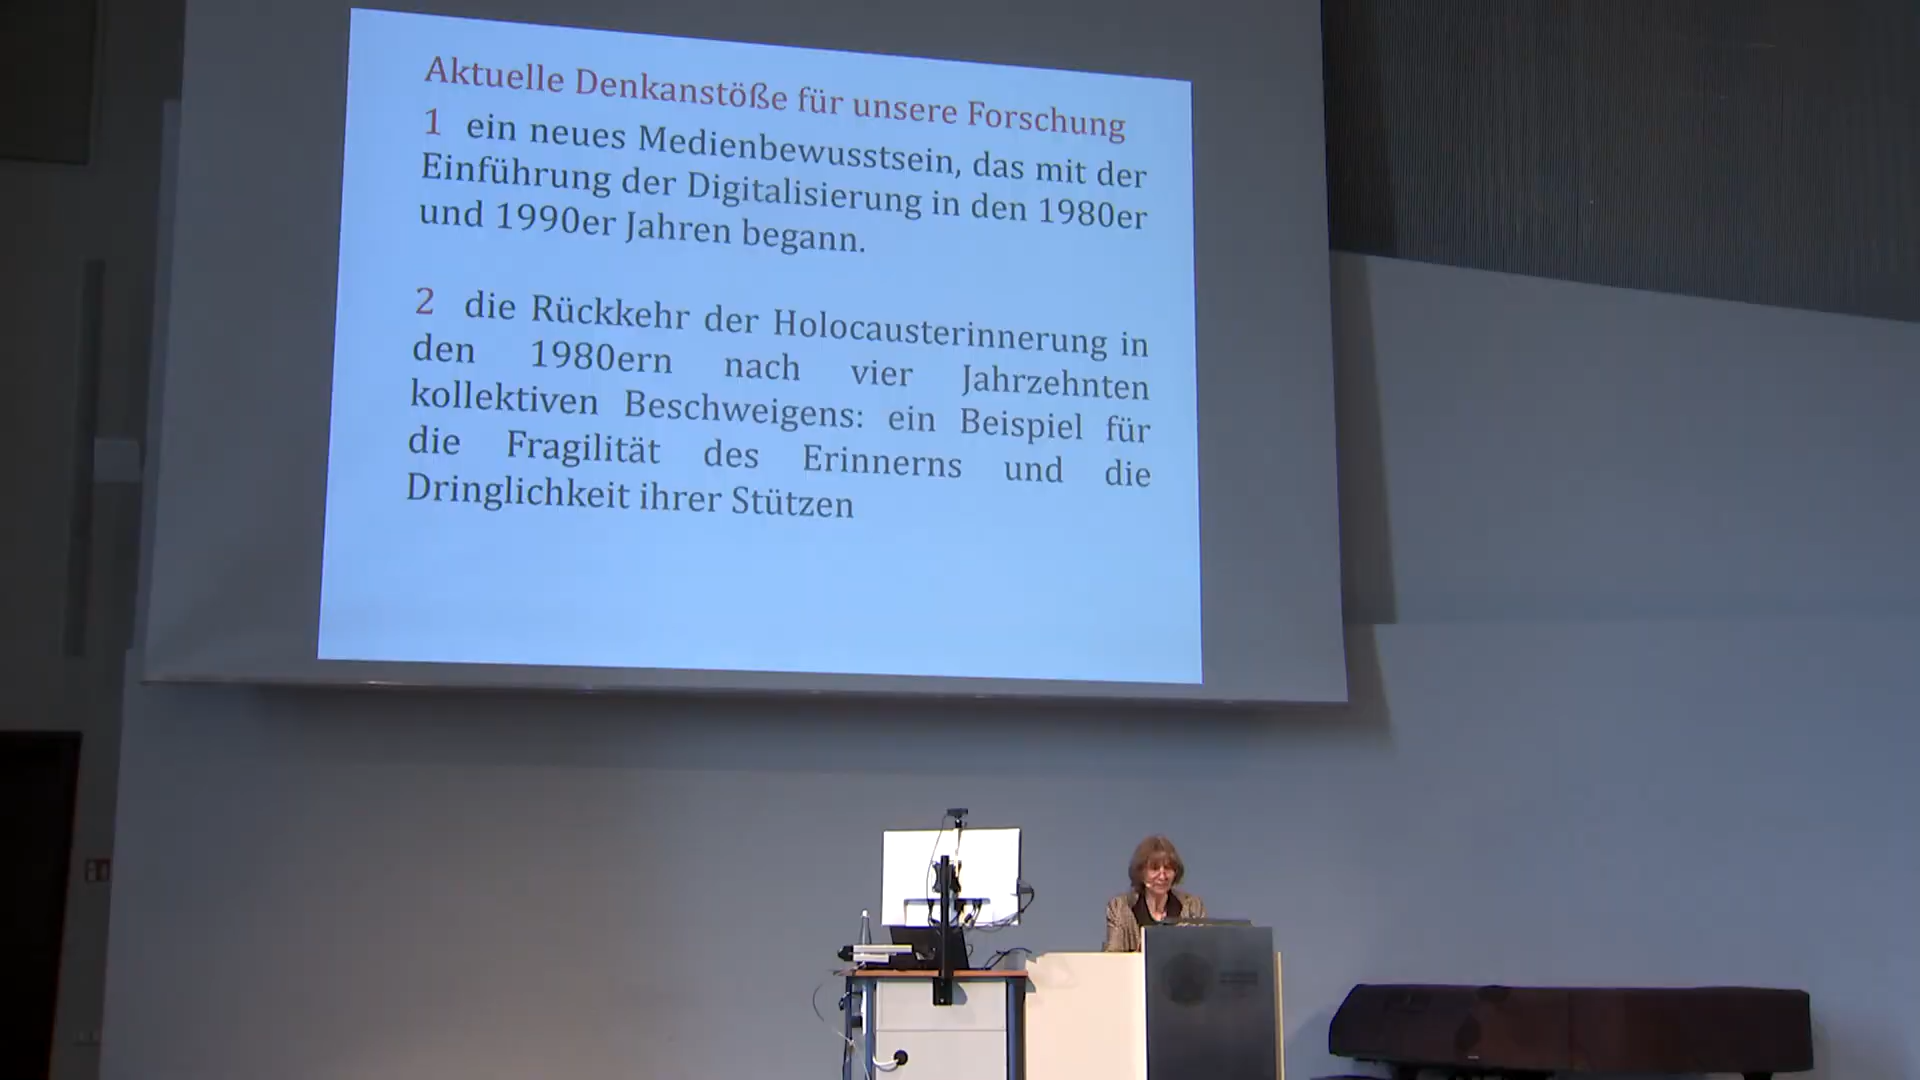 Aktuelle Denkanstöße für unsere Forschung
1 ein neues Medienbewusstsein, das mit der
Einführung der Digitalisierung in den 1980er
und 1990er Jahren begann.
2 die Rückkehr der Holocausterinnerung in
den 1980ern nach vier Jahrzehnten
kollektiven Beschweigens: ein Beispiel für
die Fragilität des Erinnerns und die
Dringlichkeit ihrer Stützen